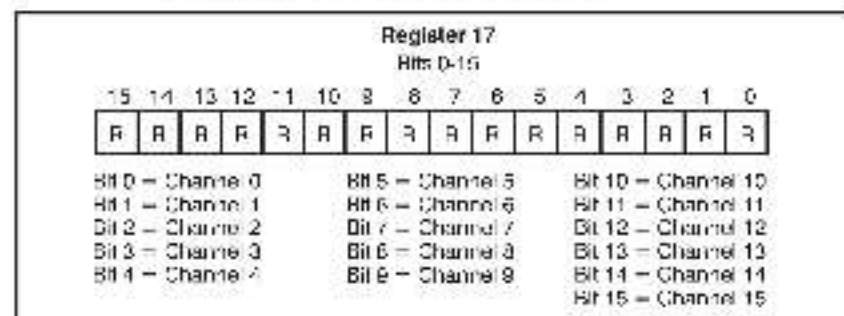 Register 17
Bits 0-15
15 14 13 12 11 10 9 8 7 6 5 4 3 2 1 0
R R R R R R R R R R R R R R R R
Bit 0 = Channel 0
Bit 1 = Channel 1
Bit 2 = Channel 2
Bit 3 = Channel 3
Bit 4 = Channel 4
Bit 5 = Channel 5
Bit 6 = Channel 6
Bit 7 = Channel 7
Bit 8 = Channel 8
Bit 9 = Channel 9
Bit 10 = Channel 10
Bit 11 = Channel 11
Bit 12 = Channel 12
Bit 13 = Channel 13
Bit 14 = Channel 14
Bit 15 = Channel 15